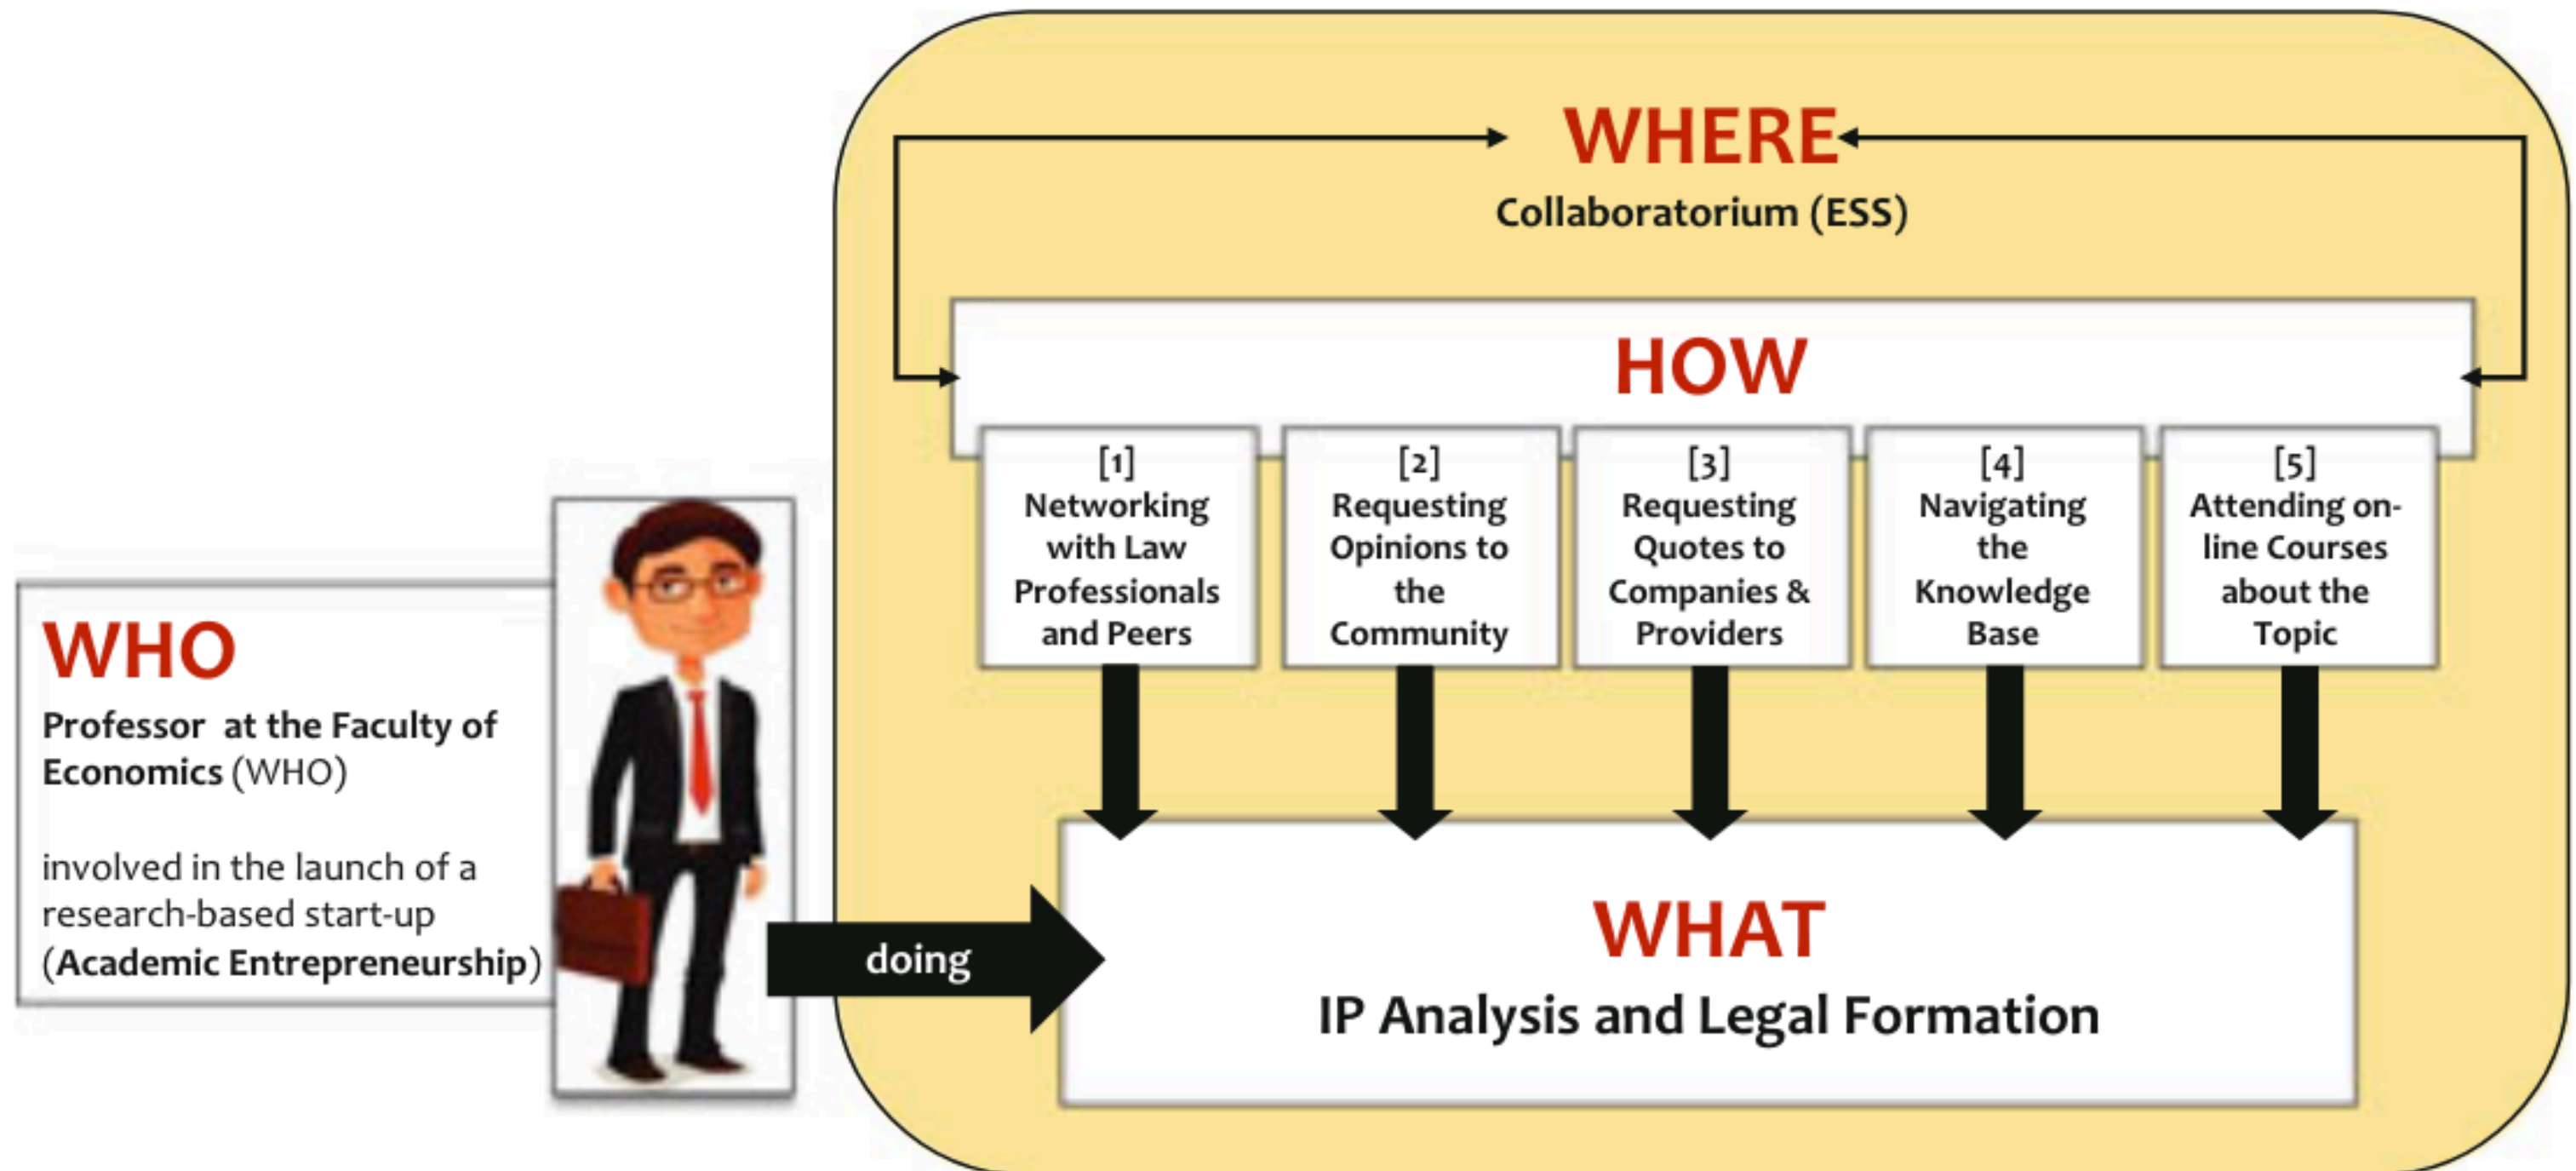 WHERE
Collaboratorium (ESS)
HOW
[1]
Networking
with Law
Professionals
and Peers
[2]
Requesting
Opinions to
the
Community
[3]
Requesting
Quotes to
Companies &
Providers
[4]
Navigating
the
Knowledge
Base
[5]
Attending on-
line Courses
about the
Topic
WHO
Professor at the Faculty of
Economics (WHO)
involved in the launch of a
research-based start-up
(Academic Entrepreneurship)
doing
WHAT
IP Analysis and Legal Formation